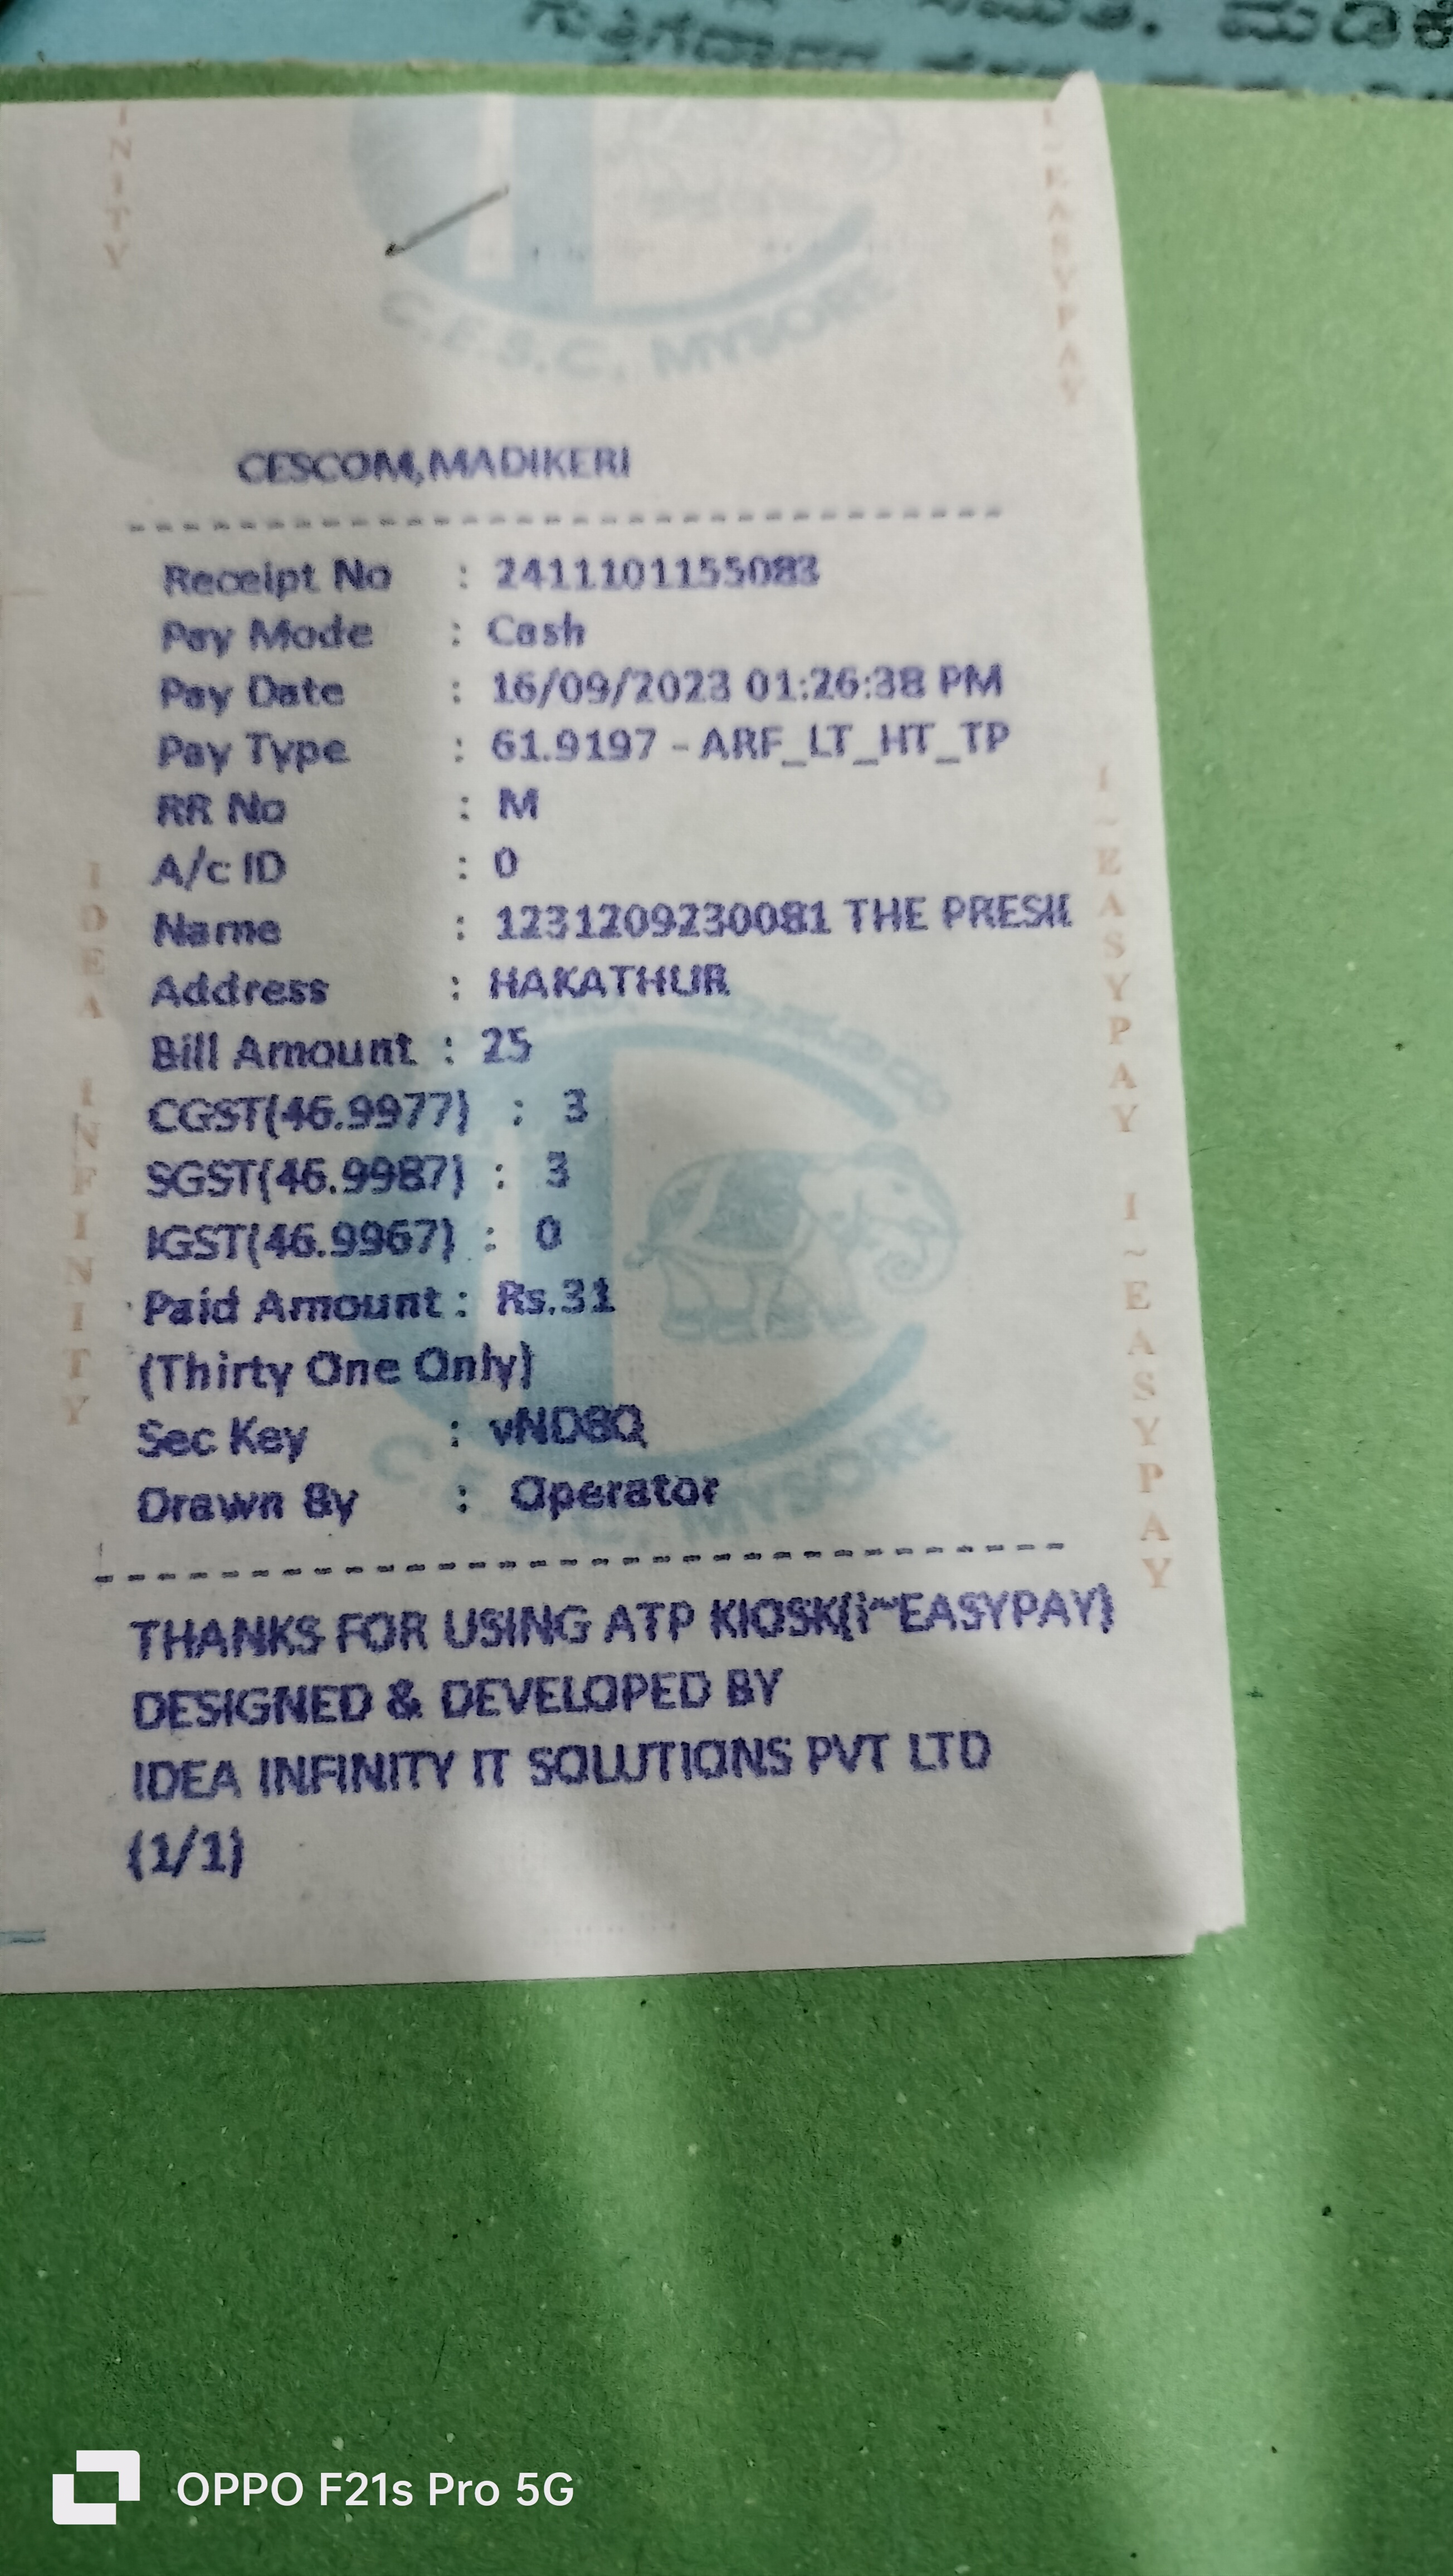 ಮಡಿಕೆ
INITY
I~EASYPAY
C.E.S.C. MYSORE
CESCOM,MADIKERI
Receipt No : 2411101155083
Pay Mode : Cash
Pay Date : 16/09/2023 01:26:38 PM
Pay Type : 61.9197 - ARF_LT_HT_TP
RR No : M
A/c ID : 0
Name : 1231209230081 THE PRESI
Address : HAKATHUR
Bill Amount : 25
CGST(46.9977) : 3
SGST(46.9987) : 3
IGST(46.9967) : 0
Paid Amount : Rs.31
(Thirty One Only)
Sec Key : vND8Q
Drawn By : Operator
IDEA INFINITY
I~EASYPAY I~EASYPAY
C.E.S.C. MYSORE
THANKS FOR USING ATP KIOSK(i~EASYPAY)
DESIGNED & DEVELOPED BY
IDEA INFINITY IT SOLUTIONS PVT LTD
(1/1)
OPPO F21s Pro 5G